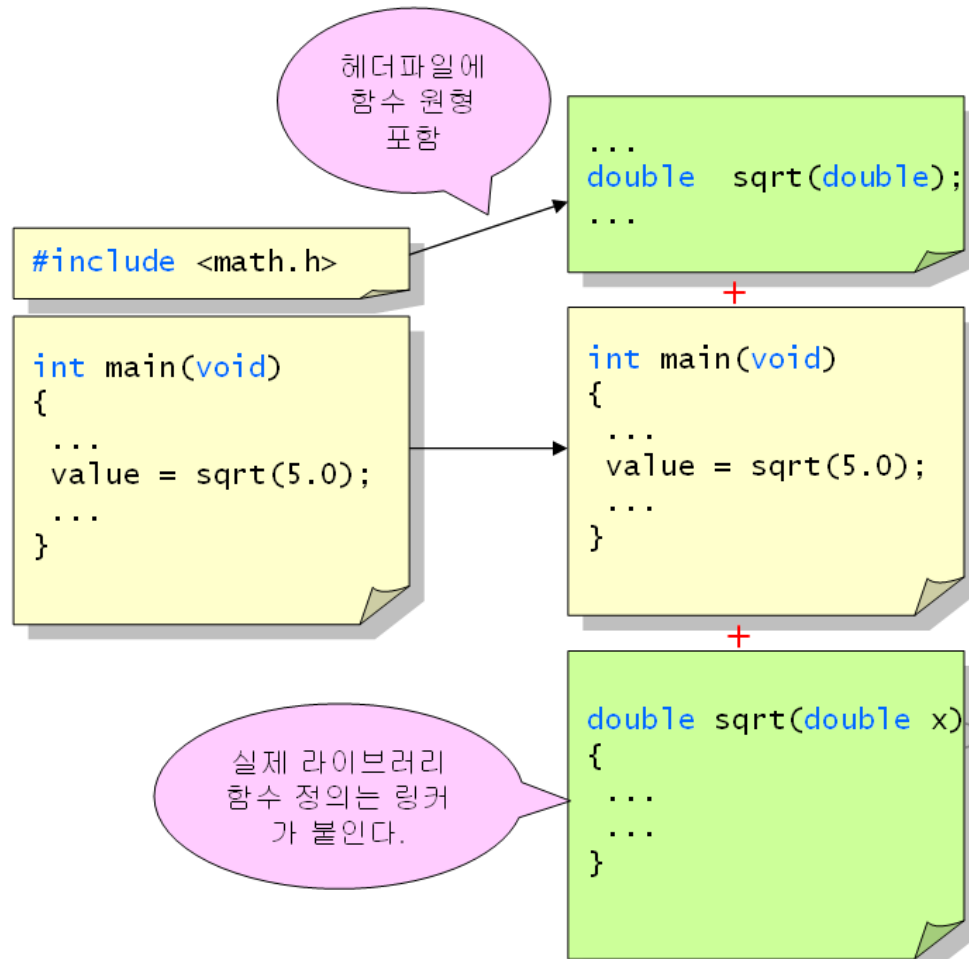 헤더파일에
함수 원형
포함
...
double  sqrt(double);
...
#include <math.h>
+
int main(void)
{
 ...
 value = sqrt(5.0);
 ...
}
int main(void)
{
 ...
 value = sqrt(5.0);
 ...
}
+
실제 라이브러리
함수 정의는 링커
가 붙인다.
double sqrt(double x)
{
 ...
 ...
}